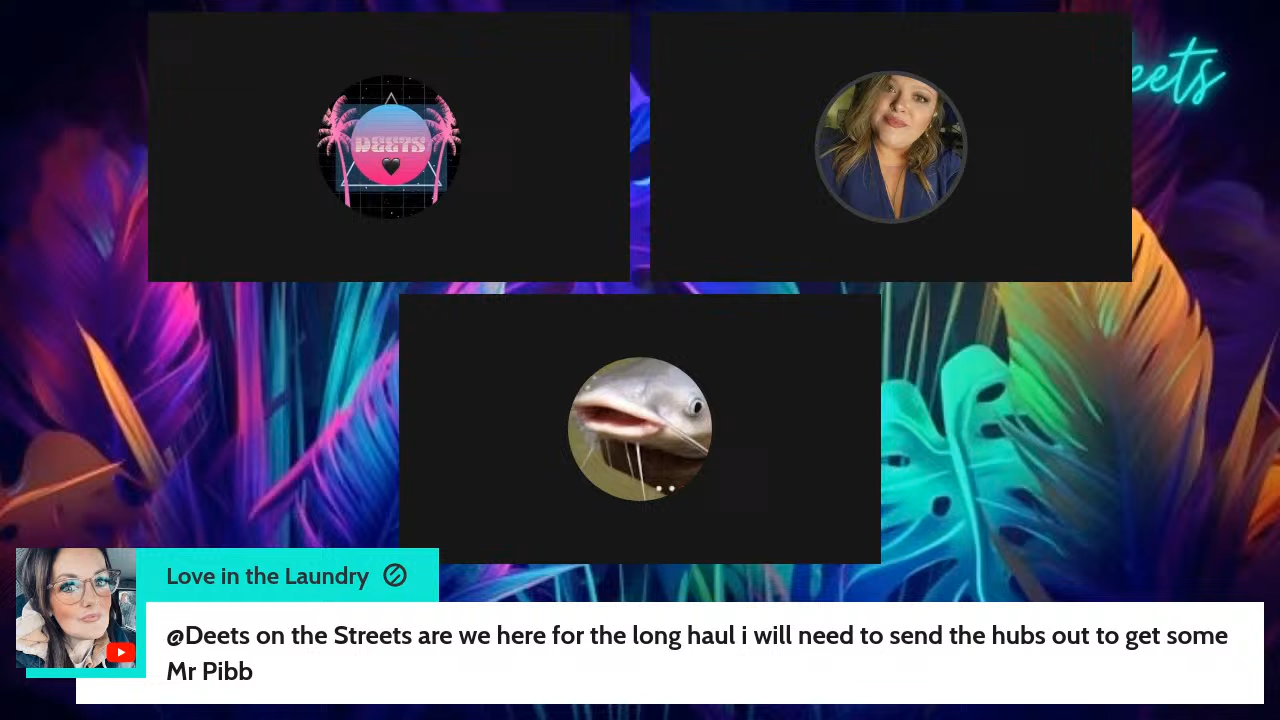 eets
DEETS
Love in the Laundry
@Deets on the Streets are we here for the long haul i will need to send the hubs out to get some
Mr Pibb